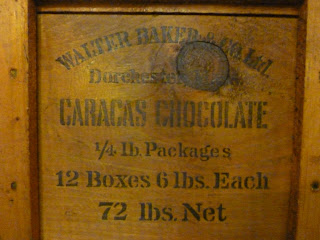 WALTER BAKER & CO. Ltd.
Dorchester
CARACAS CHOCOLATE
1/4 lb. Packages
12 Boxes 6 lbs. Each
72 lbs. Net